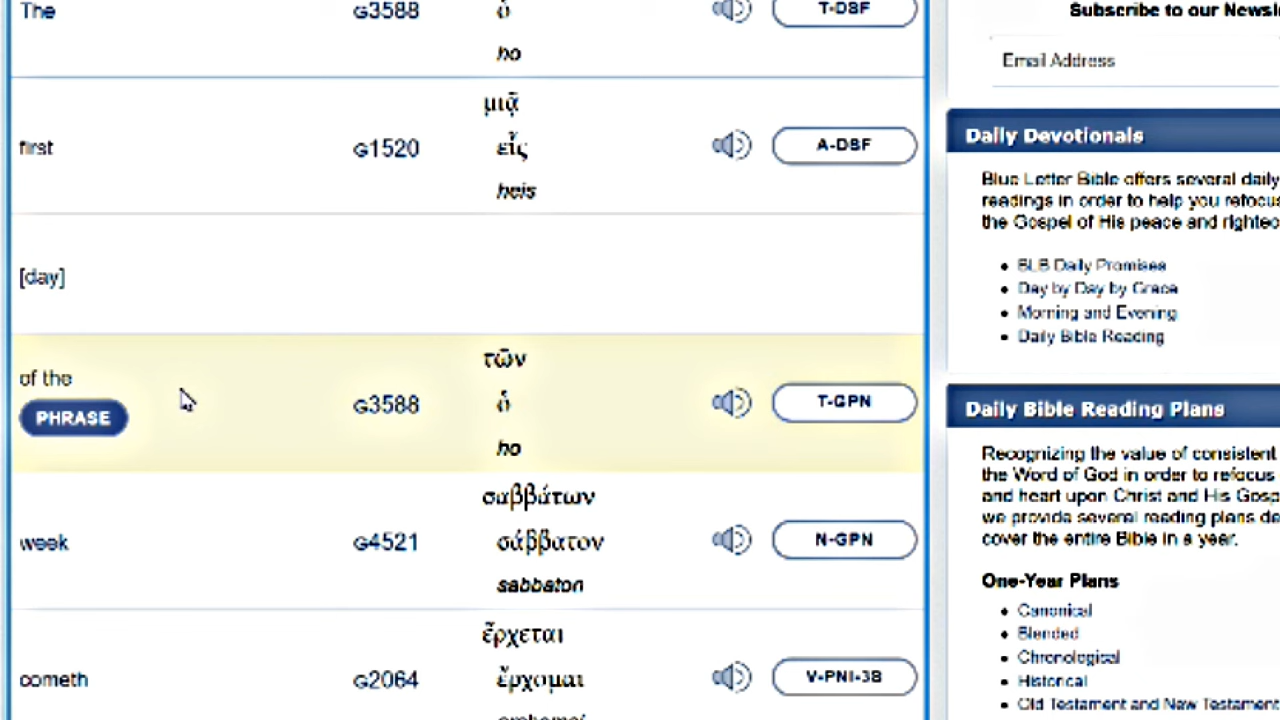 The
G3588
ὁ
T-DSF
ho
μιᾷ
first
G1520
εἷς
A-DSF
heis
[day]
τῶν
of the
PHRASE
G3588
ὁ
T-GPN
ho
σαββάτων
week
G4521
σάββατον
N-GPN
sabbaton
ἔρχεται
cometh
G2064
ἔρχομαι
V-PNI-3S
Subscribe to our
Email Address
Daily Devotionals
Blue Letter Bible offers several daily
readings in order to help you
the Gospel of His peace and
• BLB Daily Promises
• Day by Day by Grace
• Morning and Evening
• Daily Bible Reading
Daily Bible Reading Plans
Recognizing the value of consistent
the Word of God in order to refocus
and heart upon Christ and His
we provide several reading plans
cover the entire Bible in a year.
One-Year Plans
• Canonical
• Blended
• Chronological
• Historical
• Old Testament and New Testament